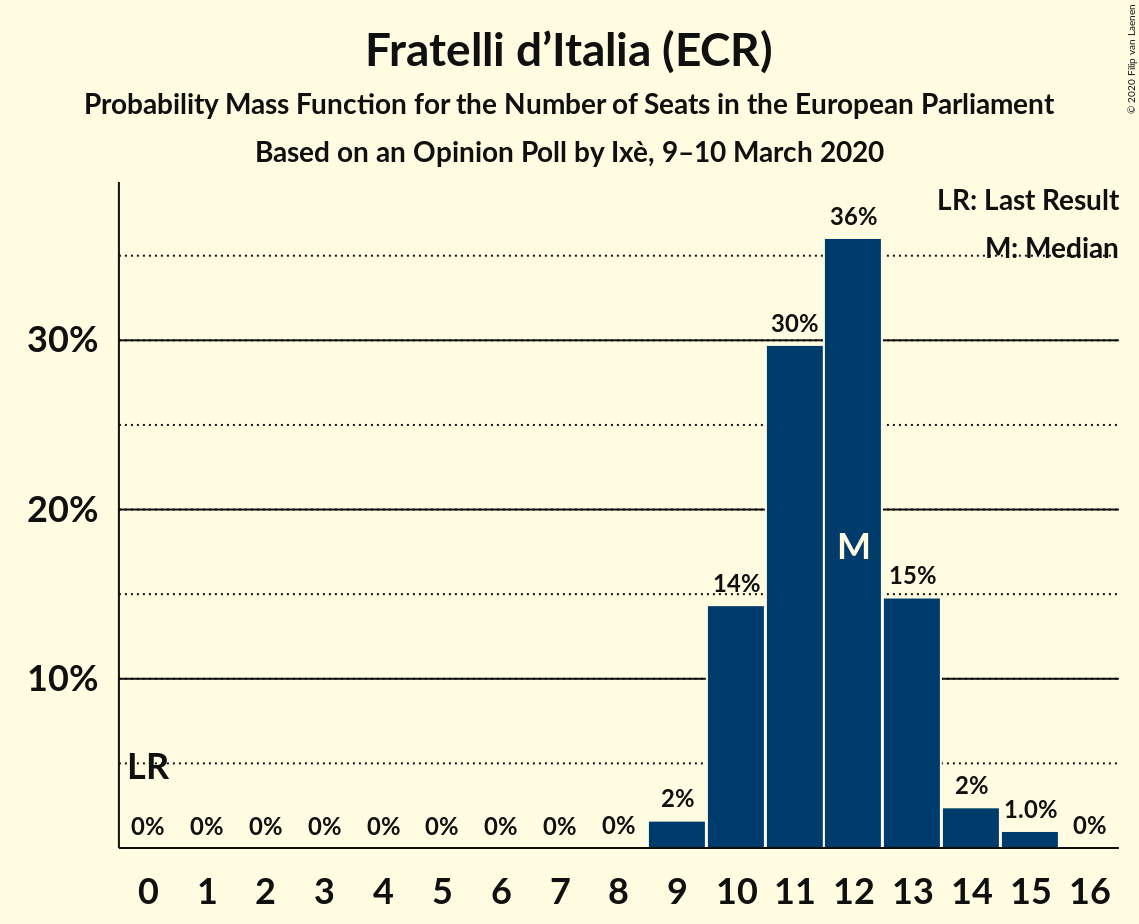 Fratelli d’Italia (ECR)
Probability Mass Function for the Number of Seats in the European Parliament
Based on an Opinion Poll by Ixè, 9–10 March 2020
© 2020 Filip van Laenen
LR: Last Result
M: Median
36%
30%
30%
20%
M
14%
15%
10%
LR
0%
0%
0%
0%
0%
0%
0%
0%
0%
2%
2%
1.0%
0%
0 1 2 3 4 5 6 7 8 9 10 11 12 13 14 15 16